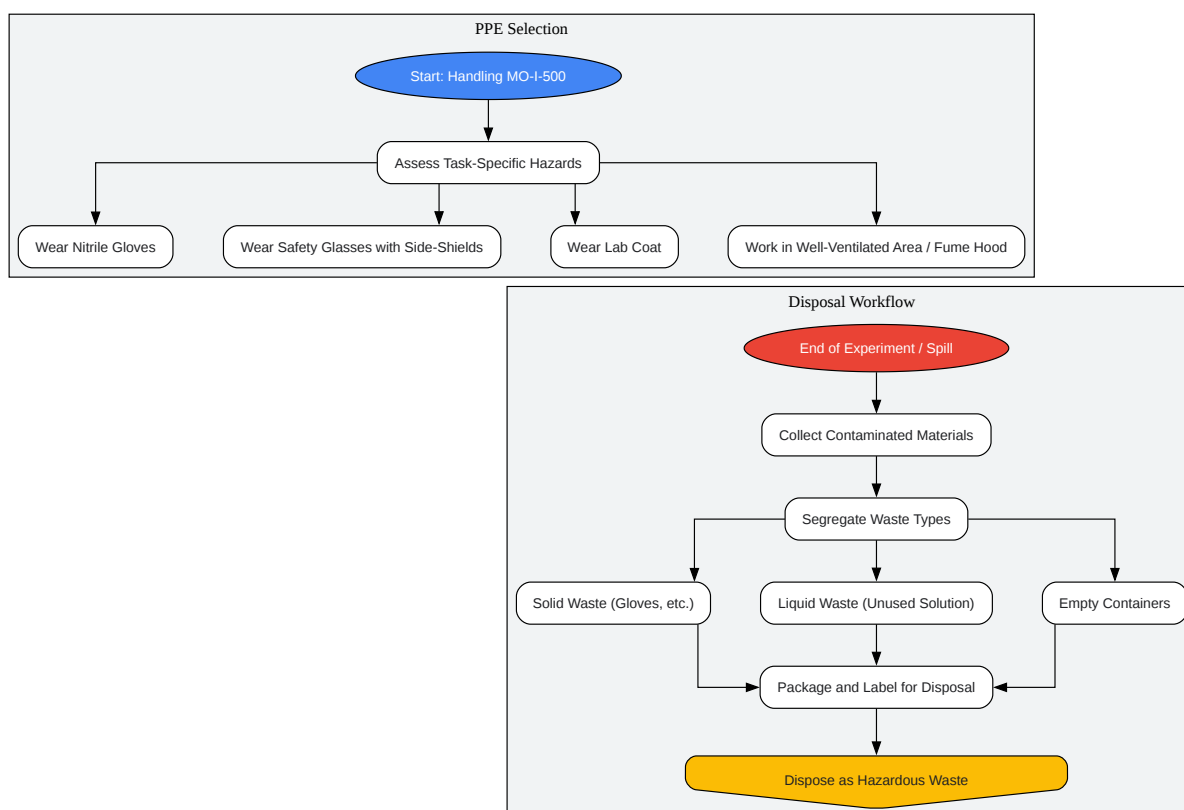 PPE Selection
Start: Handling MO-I-500
Assess Task-Specific Hazards
Wear Nitrile Gloves
Wear Safety Glasses with Side-Shields
Wear Lab Coat
Work in Well-Ventilated Area / Fume Hood
Disposal Workflow
End of Experiment / Spill
Collect Contaminated Materials
Segregate Waste Types
Solid Waste (Gloves, etc.)
Liquid Waste (Unused Solution)
Empty Containers
Package and Label for Disposal
Dispose as Hazardous Waste